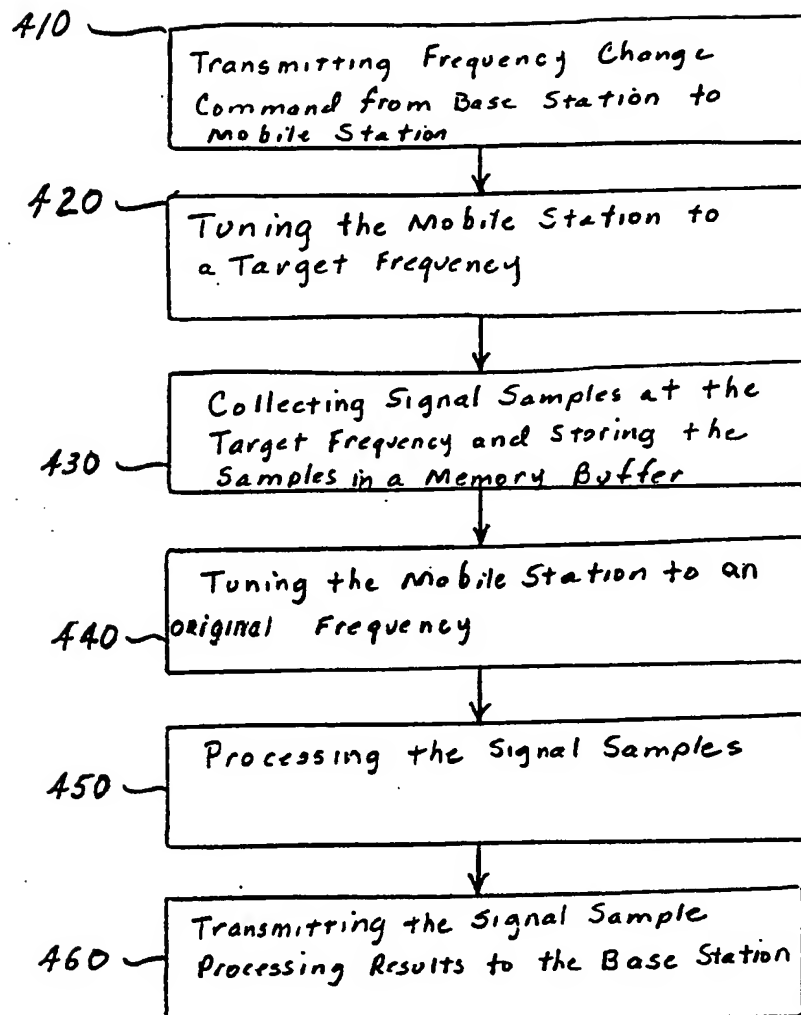 410
Transmitting Frequency Change
Command from Base Station to
Mobile Station
420
Tuning the Mobile Station to
a Target Frequency
Collecting Signal Samples at the
Target Frequency and Storing the
430
Samples in a Memory Buffer
Tuning the Mobile Station to an
440
original Frequency
Processing the Signal Samples
450
Transmitting the Signal Sample
460
Processing Results to the Base Station